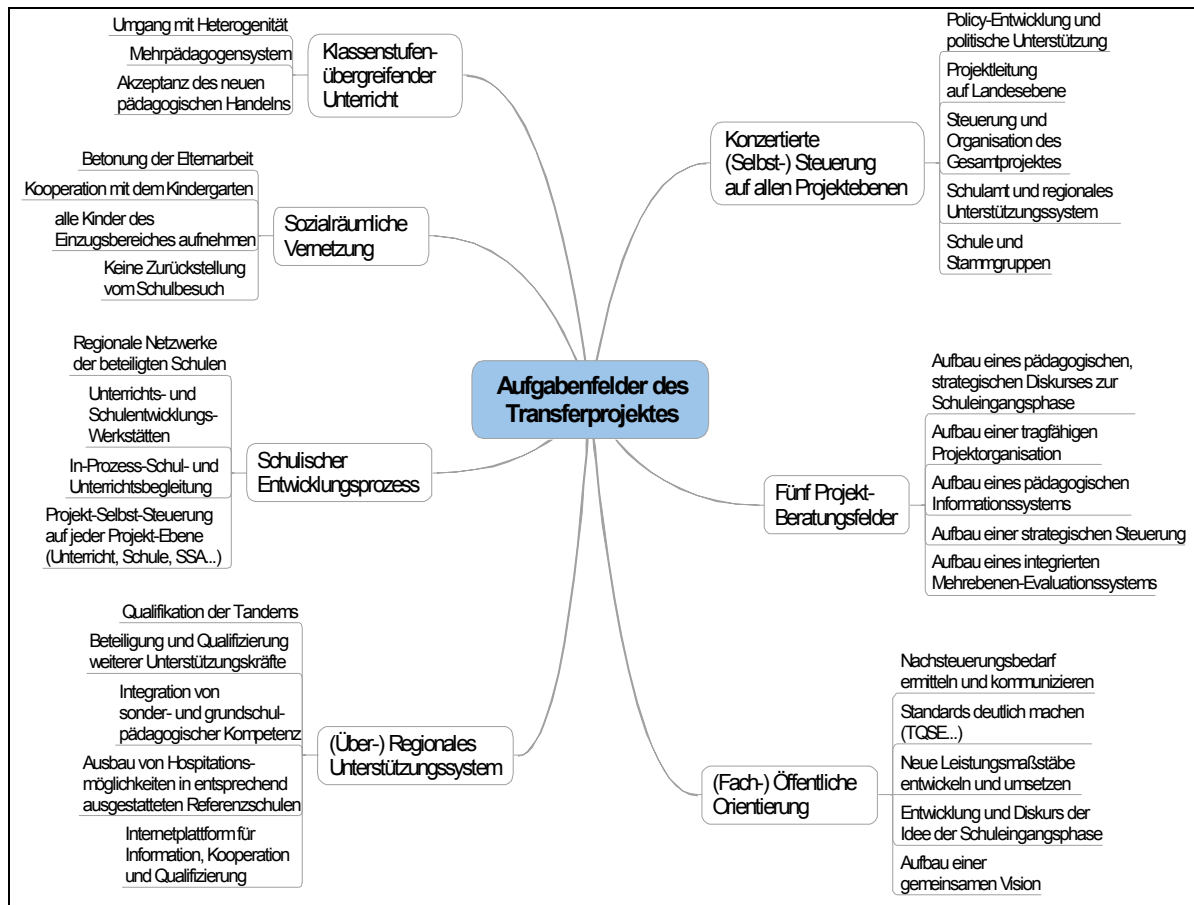 Aufgabenfelder des
Transferprojektes
Klassenstufen-
übergreifender
Unterricht
Umgang mit Heterogenität
Mehrpädagogensystem
Akzeptanz des neuen
pädagogischen Handelns
Sozialräumliche
Vernetzung
Betonung der Elternarbeit
Kooperation mit dem Kindergarten
alle Kinder des
Einzugsbereiches aufnehmen
Keine Zurückstellung
vom Schulbesuch
Schulischer
Entwicklungsprozess
Regionale Netzwerke
der beteiligten Schulen
Unterrichts- und
Schulentwicklungs-
Werkstätten
In-Prozess-Schul- und
Unterrichtsbegleitung
Projekt-Selbst-Steuerung
auf jeder Projekt-Ebene
(Unterricht, Schule, SSA...)
(Über-) Regionales
Unterstützungssystem
Qualifikation der Tandems
Beteiligung und Qualifizierung
weiterer Unterstützungskräfte
Integration von
sonder- und grundschul-
pädagogischer Kompetenz
Ausbau von Hospitations-
möglichkeiten in entsprechend
ausgestatteten Referenzschulen
Internetplattform für
Information, Kooperation
und Qualifizierung
Konzertierte
(Selbst-) Steuerung
auf allen Projektebenen
Policy-Entwicklung und
politische Unterstützung
Projektleitung
auf Landesebene
Steuerung und
Organisation des
Gesamtprojektes
Schulamt und regionales
Unterstützungssystem
Schule und
Stammgruppen
Fünf Projekt-
Beratungsfelder
Aufbau eines pädagogischen,
strategischen Diskurses zur
Schuleingangsphase
Aufbau einer tragfähigen
Projektorganisation
Aufbau eines pädagogischen
Informationssystems
Aufbau einer strategischen Steuerung
Aufbau eines integrierten
Mehrebenen-Evaluationssystems
(Fach-) Öffentliche
Orientierung
Nachsteuerungsbedarf
ermitteln und kommunizieren
Standards deutlich machen
(TQSE...)
Neue Leistungsmaßstäbe
entwickeln und umsetzen
Entwicklung und Diskurs der
Idee der Schuleingangsphase
Aufbau einer
gemeinsamen Vision